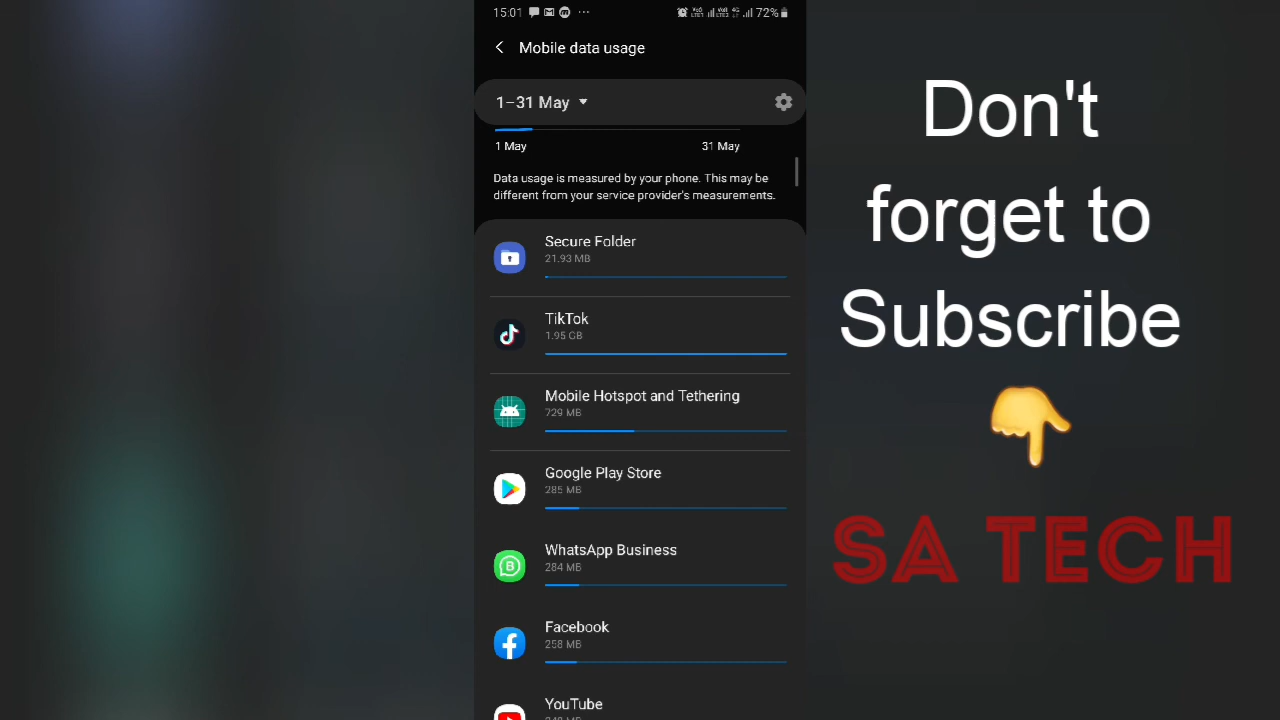 15:01
72%
Mobile data usage
1–31 May
1 May
31 May
Data usage is measured by your phone. This may be
different from your service provider's measurements.
Secure Folder
21.93 MB
TikTok
1.95 GB
Mobile Hotspot and Tethering
729 MB
Google Play Store
285 MB
WhatsApp Business
284 MB
Facebook
258 MB
YouTube
Don't
forget to
Subscribe
SA TECH